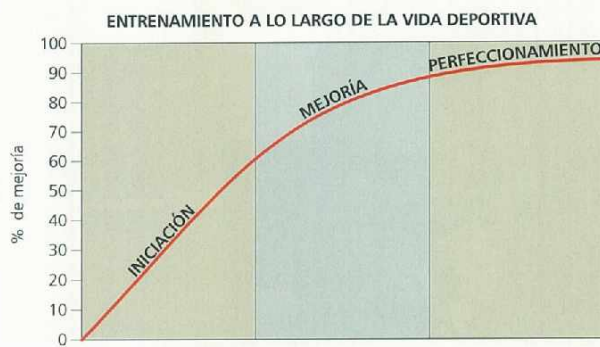 ENTRENAMIENTO A LO LARGO DE LA VIDA DEPORTIVA
100
90
80
70
60
50
40
30
20
10
0
% de mejoría
INICIACIÓN
MEJORÍA
PERFECCIONAMIENTO